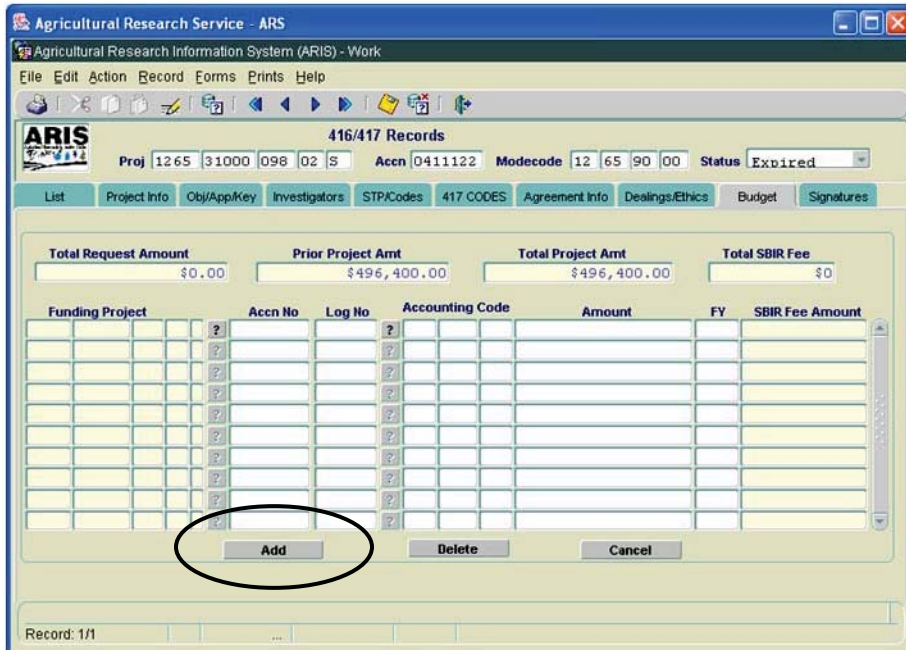 Agricultural Research Service - ARS
Agricultural Research Information System (ARIS) - Work
File Edit Action Record Forms Prints Help
ARIS
416/417 Records
Proj 1265 31000 098 02 S Accn 0411122 Modecode 12 65 90 00 Status Expired
List Project Info Obj/App/Key Investigators STP/Codes 417 CODES Agreement Info Dealings/Ethics Budget Signatures
Total Request Amount Prior Project Amt Total Project Amt Total SBIR Fee
$0.00 $496,400.00 $496,400.00 $0
Funding Project Accn No Log No Accounting Code Amount FY SBIR Fee Amount
? ?
? ?
? ?
? ?
? ?
? ?
? ?
? ?
? ?
? ?
Add Delete Cancel
Record: 1/1 ...